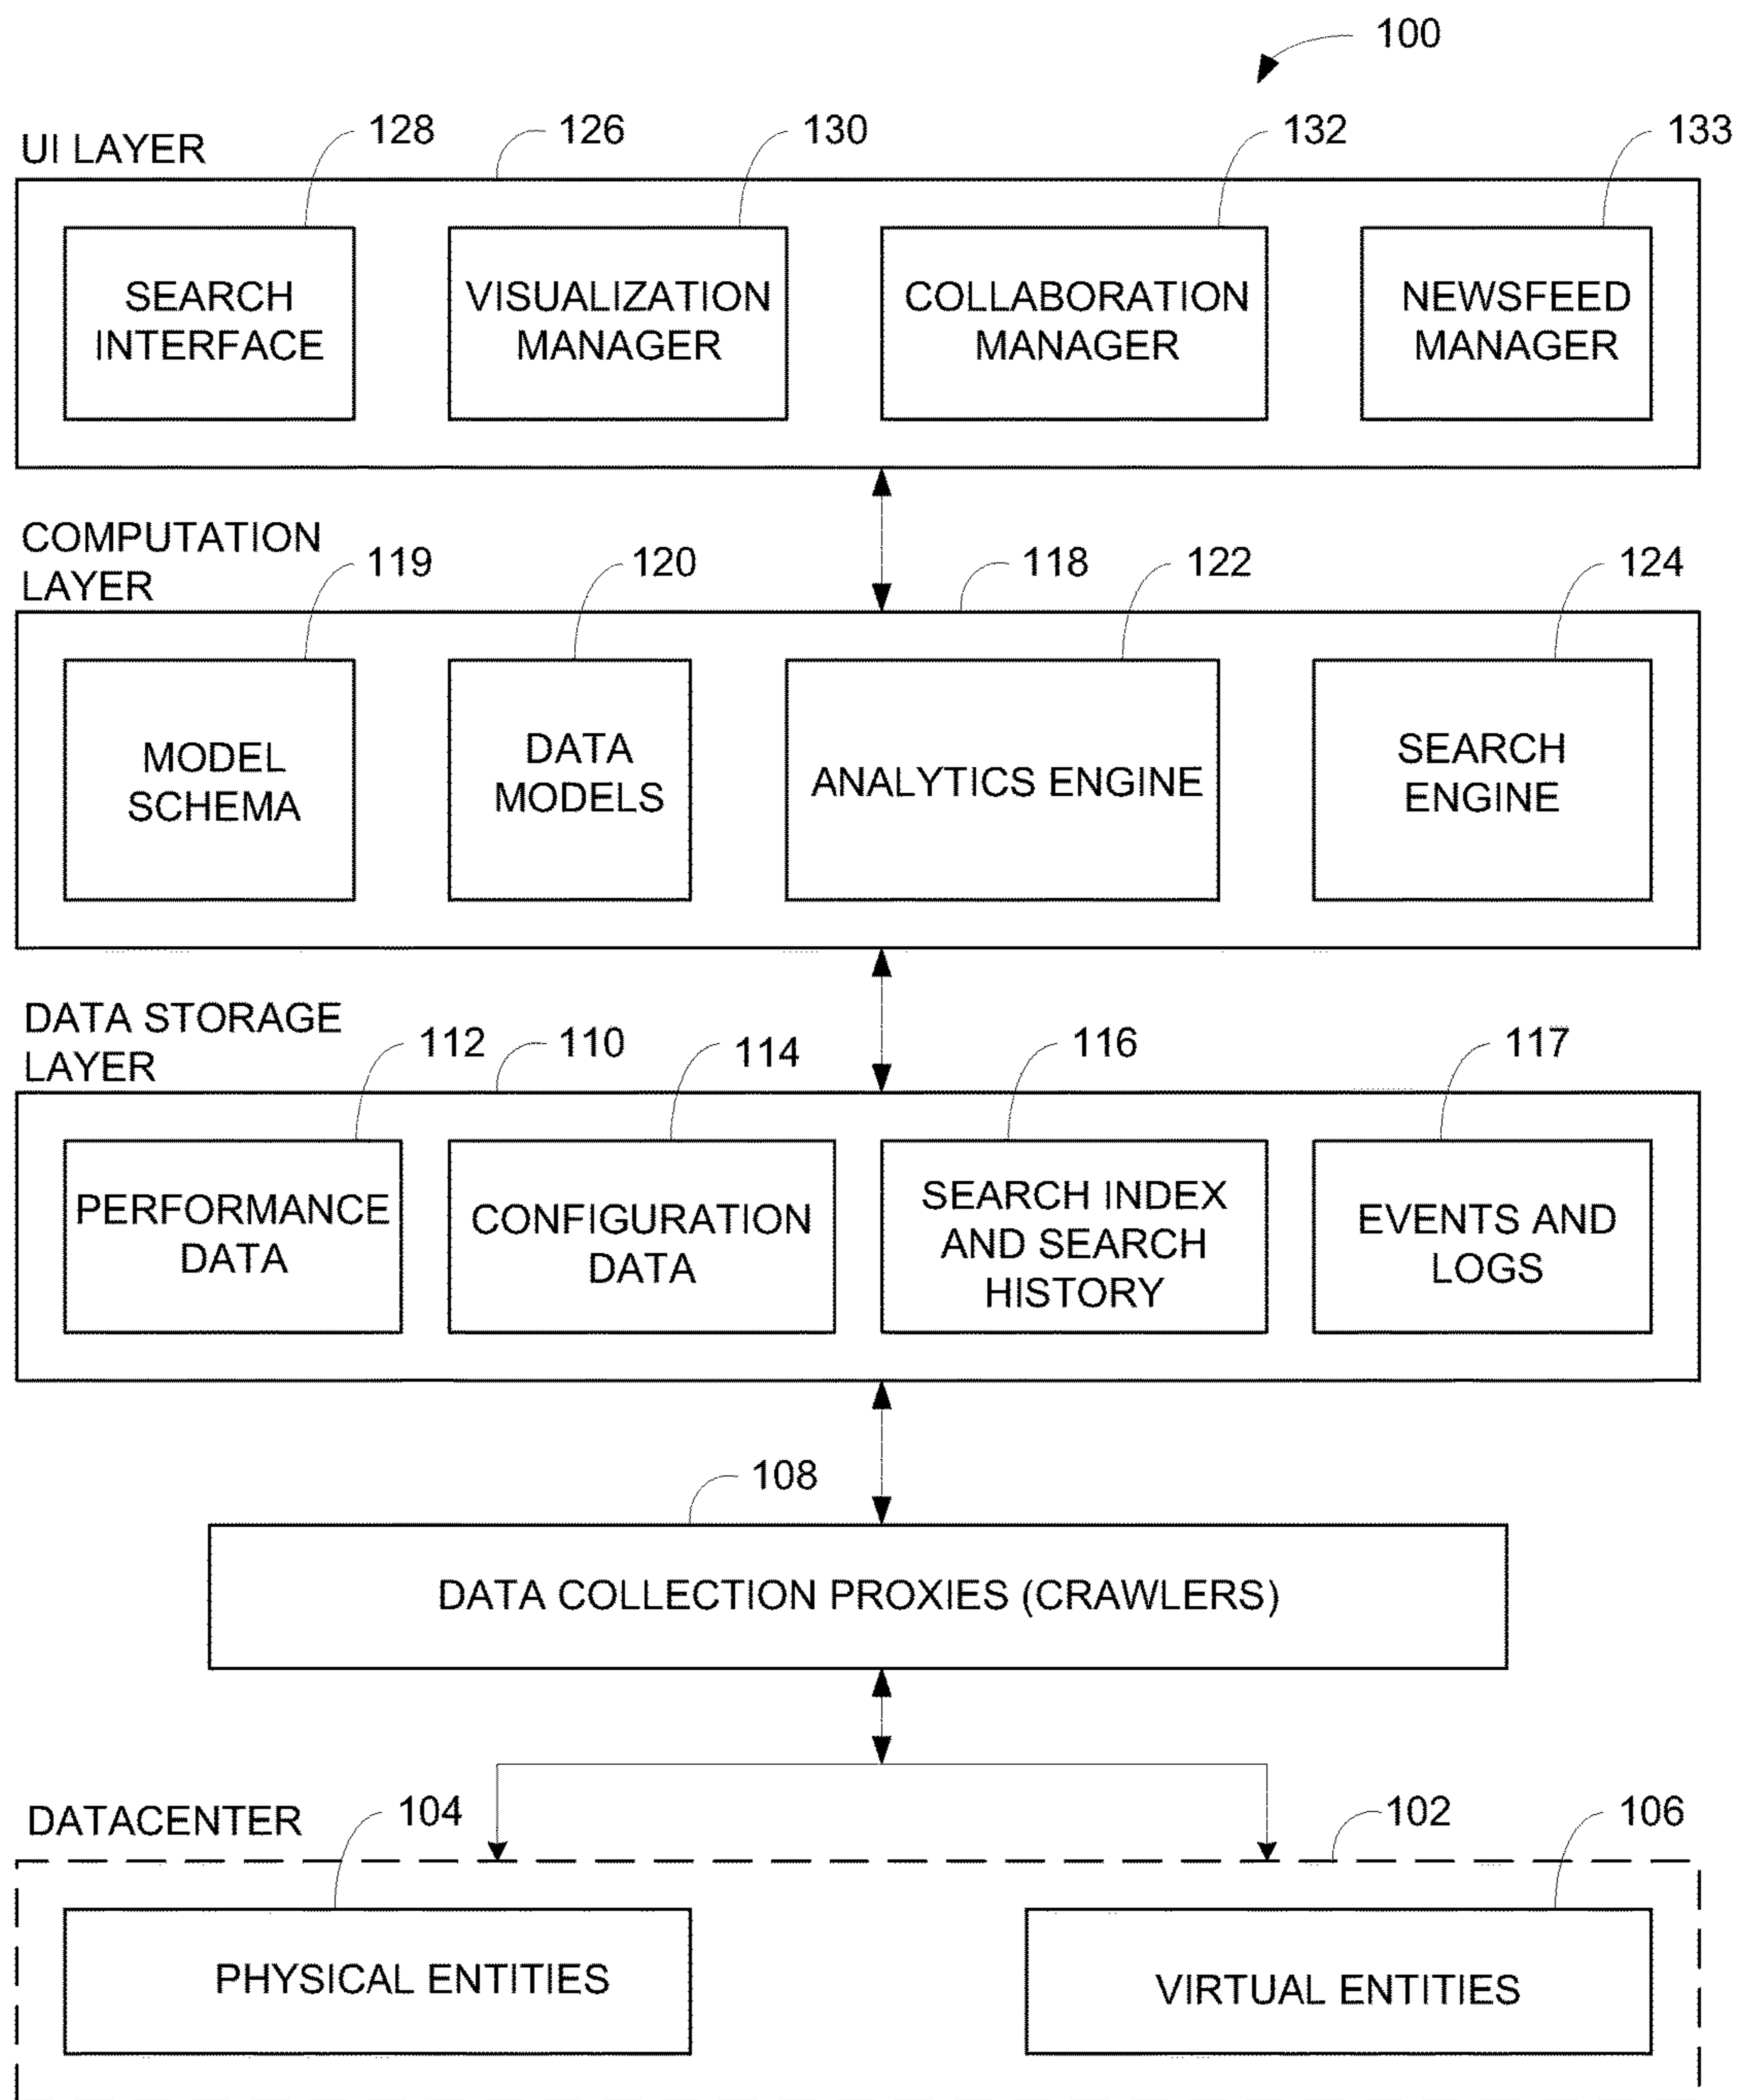 100
UI LAYER
128
126
130
132
133
SEARCH
INTERFACE
VISUALIZATION
MANAGER
COLLABORATION
MANAGER
NEWSFEED
MANAGER
COMPUTATION
LAYER
119
120
118
122
124
MODEL
SCHEMA
DATA
MODELS
ANALYTICS ENGINE
SEARCH
ENGINE
DATA STORAGE
LAYER
112
110
114
116
117
PERFORMANCE
DATA
CONFIGURATION
DATA
SEARCH INDEX
AND SEARCH
HISTORY
EVENTS AND
LOGS
108
DATA COLLECTION PROXIES (CRAWLERS)
DATACENTER
104
102
106
PHYSICAL ENTITIES
VIRTUAL ENTITIES